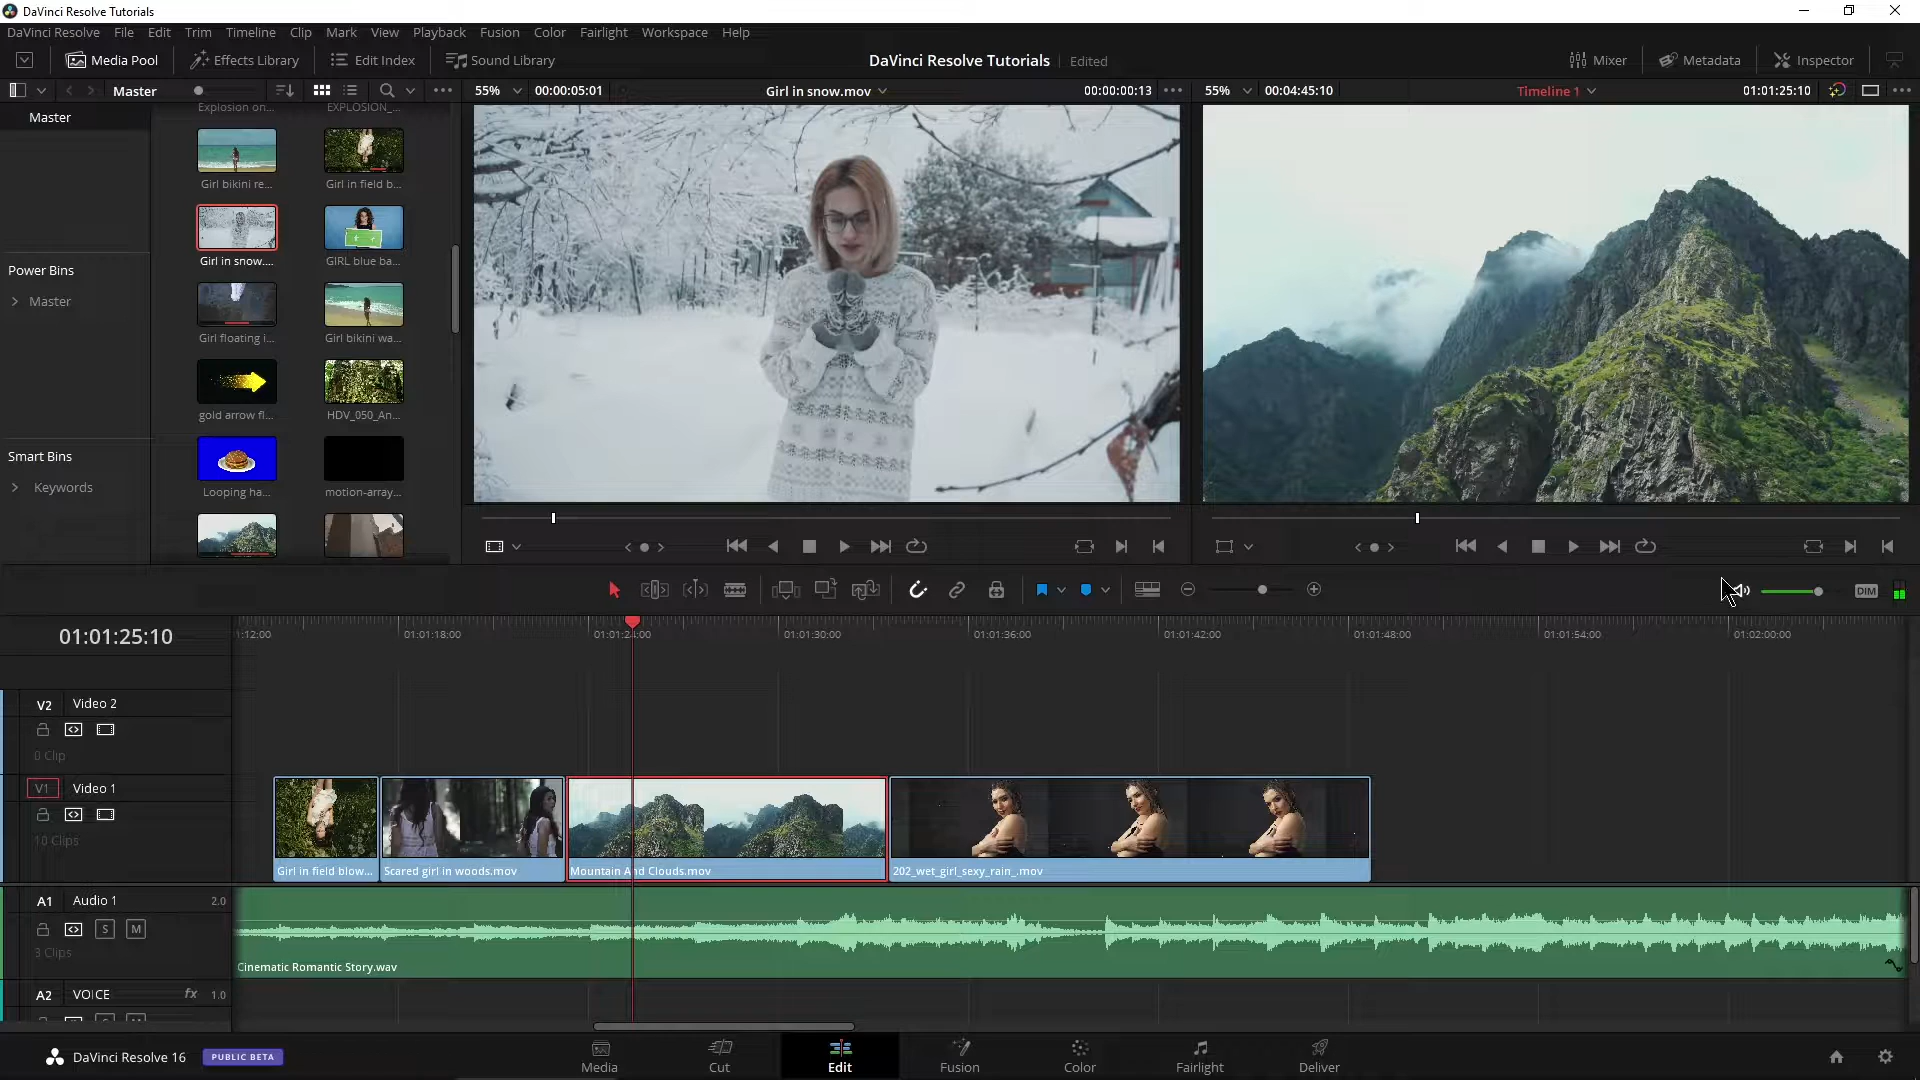 DaVinci Resolve Tutorials
DaVinci Resolve File Edit Trim Timeline Clip Mark View Playback Fusion Color Fairlight Workspace Help
Media Pool Effects Library Edit Index Sound Library DaVinci Resolve Tutorials Edited Mixer Metadata Inspector
Master 55% 00:00:05:01 Girl in snow.mov 00:00:00:13 55% 00:04:45:10 Timeline 1 01:01:25:10
Explosion on... EXPLOSION_...
Master
Girl bikini re... Girl in field b...
Girl in snow.... GIRL blue ba...
Power Bins
Master
Girl floating i... Girl bikini wa...
gold arrow fl... HDV_050_An...
Smart Bins
Keywords
Looping ha... motion-array...
DIM
01:01:25:10
:12:00 01:01:18:00 01:01:24:00 01:01:30:00 01:01:36:00 01:01:42:00 01:01:48:00 01:01:54:00 01:02:00:00
V2 Video 2
0 Clip
V1 Video 1
10 Clips
Girl in field blow... Scared girl in woods.mov Mountain And Clouds.mov 202_wet_girl_sexy_rain_.mov
A1 Audio 1 2.0
S M
3 Clips
Cinematic Romantic Story.wav
A2 VOICE fx 1.0
S M
DaVinci Resolve 16 PUBLIC BETA
Media Cut Edit Fusion Color Fairlight Deliver